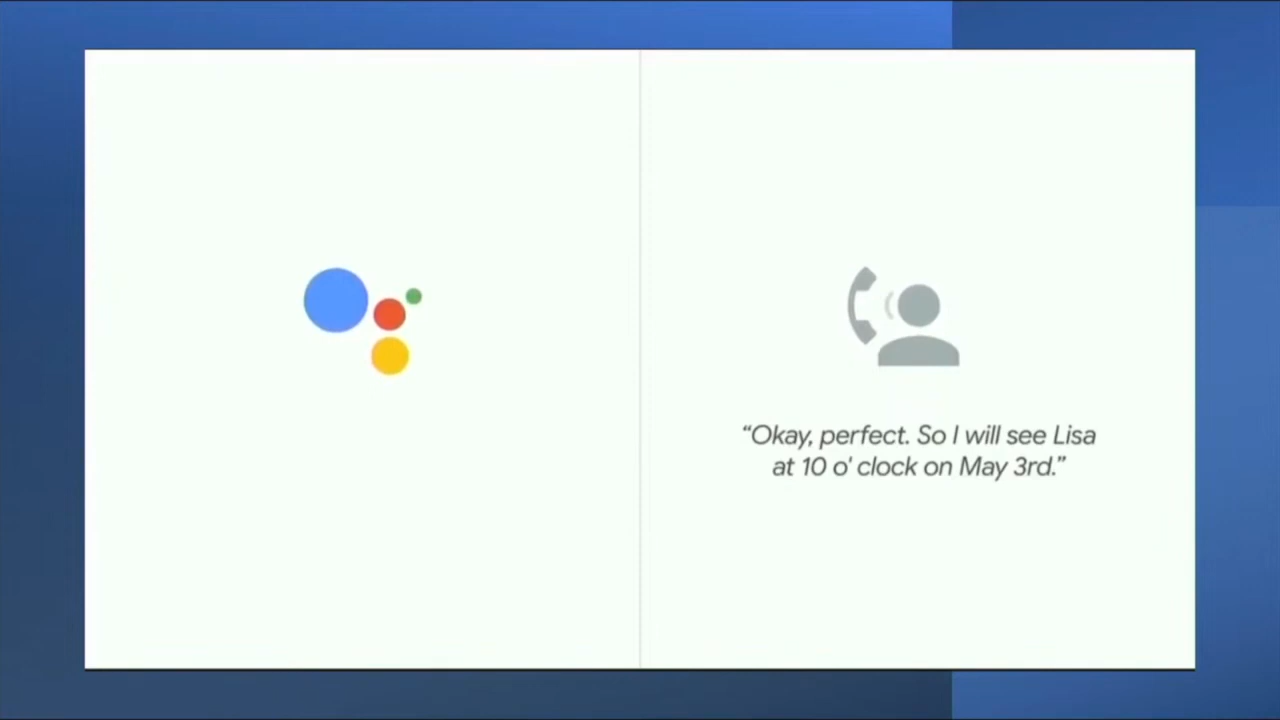 “Okay, perfect. So I will see Lisa
at 10 o' clock on May 3rd.”